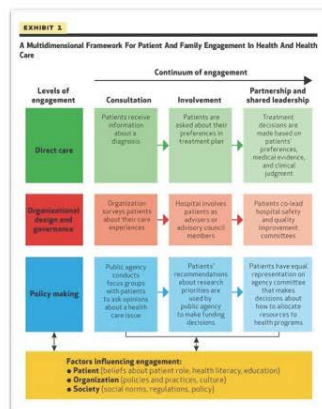 EXHIBIT 1
A Multidimensional Framework For Patient And Family Engagement In Health And Health
Care
Continuum of engagement
Levels of
engagement
Consultation
Involvement
Partnership and
shared leadership
Direct care
Patients receive
information
about a
diagnosis
Patients are
asked about their
preferences in
treatment plan
Treatment
decisions are
made based on
patients'
preferences,
medical evidence,
and clinical
judgment
Organizational
design and
governance
Organization
surveys patients
about their care
experiences
Hospital involves
patients as
advisers or
advisory council
members
Patients co-lead
hospital safety
and quality
improvement
committees
Policy making
Public agency
conducts
focus groups
with patients
to ask opinions
about a health
care issue
Patients'
recommendations
about research
priorities are
used by
public agency
to make funding
decisions
Patients have equal
representation on
agency committee
that makes
decisions about
how to allocate
resources to
health programs
Factors influencing engagement:
● Patient (beliefs about patient role, health literacy, education)
● Organization (policies and practices, culture)
● Society (social norms, regulations, policy)